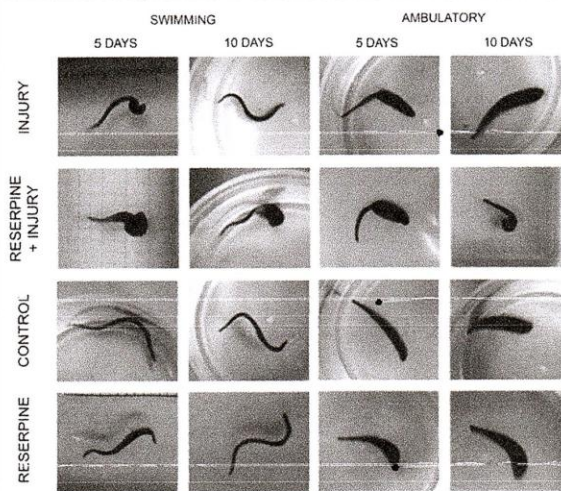 SWIMMING AMBULATORY
5 DAYS 10 DAYS 5 DAYS 10 DAYS
INJURY
RESERPINE
+ INJURY
CONTROL
RESERPINE